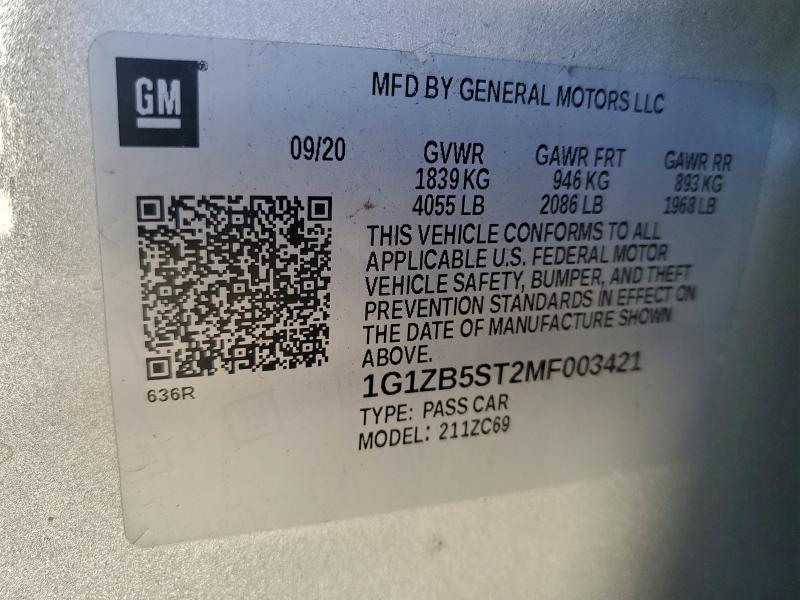 GM
MFD BY GENERAL MOTORS LLC
09/20 GVWR GAWR FRT GAWR RR
1839 KG 946 KG 893 KG
4055 LB 2086 LB 1968 LB
THIS VEHICLE CONFORMS TO ALL
APPLICABLE U.S. FEDERAL MOTOR
VEHICLE SAFETY, BUMPER, AND THEFT
PREVENTION STANDARDS IN EFFECT ON
THE DATE OF MANUFACTURE SHOWN
ABOVE.
1G1ZB5ST2MF003421
636R
TYPE: PASS CAR
MODEL: 211ZC69